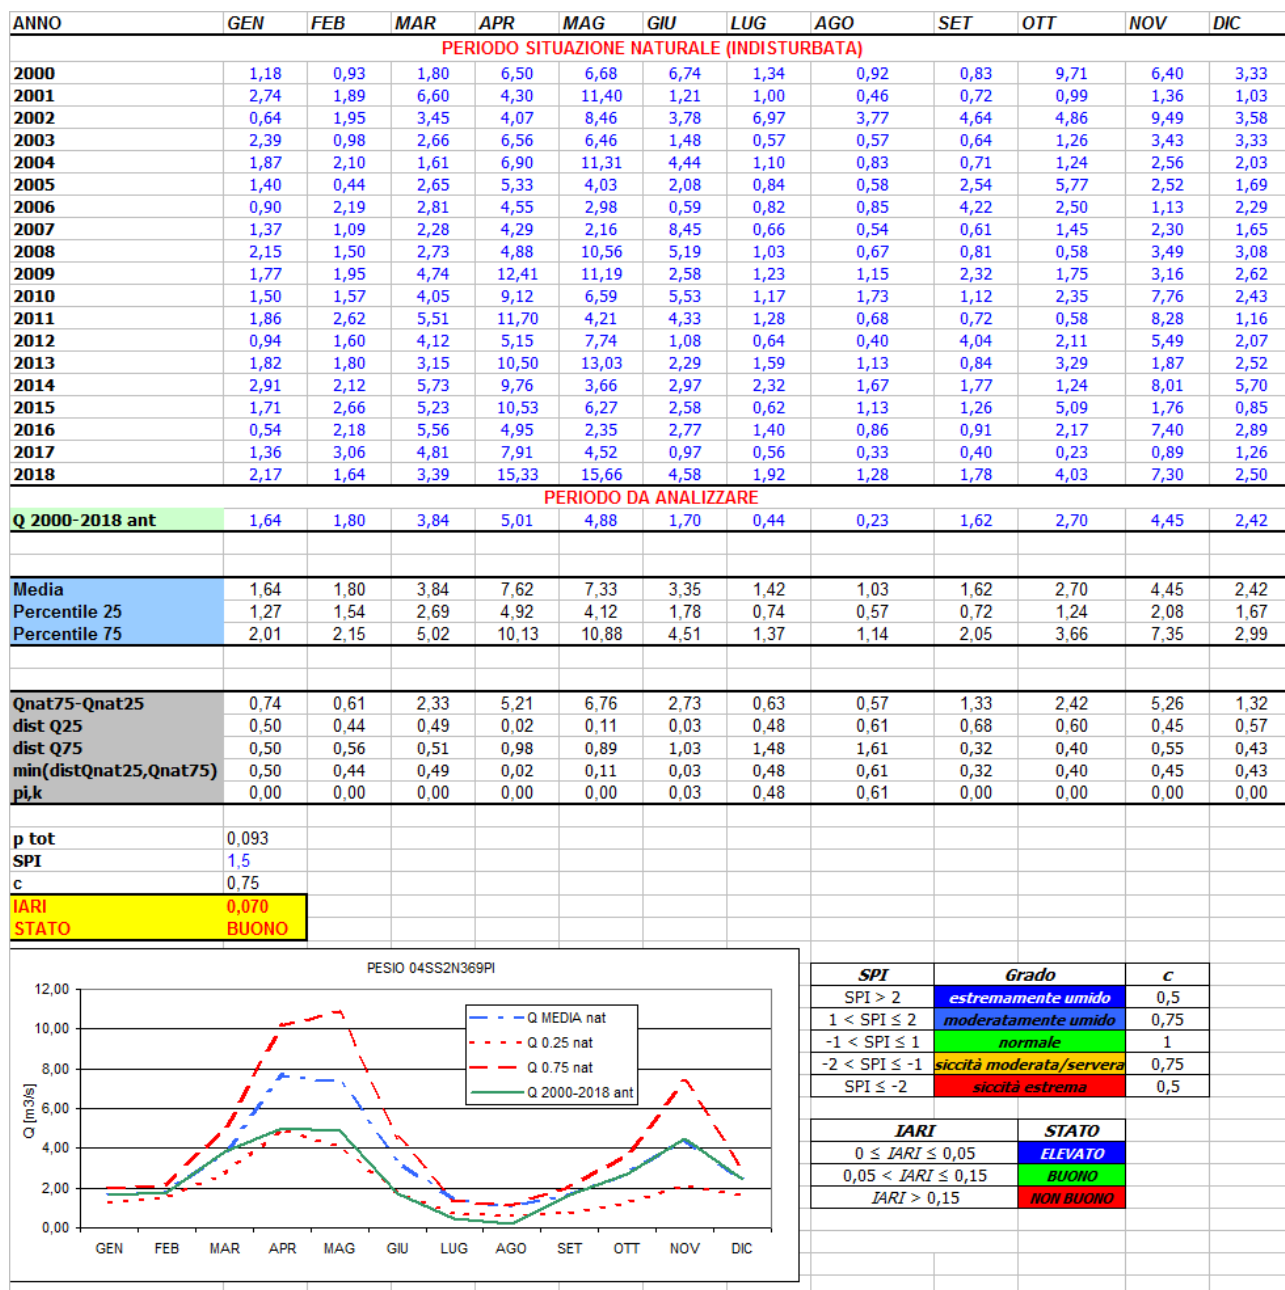 ANNO GEN FEB MAR APR MAG GIU LUG AGO SET OTT NOV DIC
PERIODO SITUAZIONE NATURALE (INDISTURBATA)
2000 1,18 0,93 1,80 6,50 6,68 6,74 1,34 0,92 0,83 9,71 6,40 3,33
2001 2,74 1,89 6,60 4,30 11,40 1,21 1,00 0,46 0,72 0,99 1,36 1,03
2002 0,64 1,95 3,45 4,07 8,46 3,78 6,97 3,77 4,64 4,86 9,49 3,58
2003 2,39 0,98 2,66 6,56 6,46 1,48 0,57 0,57 0,64 1,26 3,43 3,33
2004 1,87 2,10 1,61 6,90 11,31 4,44 1,10 0,83 0,71 1,24 2,56 2,03
2005 1,40 0,44 2,65 5,33 4,03 2,08 0,84 0,58 2,54 5,77 2,52 1,69
2006 0,90 2,19 2,81 4,55 2,98 0,59 0,82 0,85 4,22 2,50 1,13 2,29
2007 1,37 1,09 2,28 4,29 2,16 8,45 0,66 0,54 0,61 1,45 2,30 1,65
2008 2,15 1,50 2,73 4,88 10,56 5,19 1,03 0,67 0,81 0,58 3,49 3,08
2009 1,77 1,95 4,74 12,41 11,19 2,58 1,23 1,15 2,32 1,75 3,16 2,62
2010 1,50 1,57 4,05 9,12 6,59 5,53 1,17 1,73 1,12 2,35 7,76 2,43
2011 1,86 2,62 5,51 11,70 4,21 4,33 1,28 0,68 0,72 0,58 8,28 1,16
2012 0,94 1,60 4,12 5,15 7,74 1,08 0,64 0,40 4,04 2,11 5,49 2,07
2013 1,82 1,80 3,15 10,50 13,03 2,29 1,59 1,13 0,84 3,29 1,87 2,52
2014 2,91 2,12 5,73 9,76 3,66 2,97 2,32 1,67 1,77 1,24 8,01 5,70
2015 1,71 2,66 5,23 10,53 6,27 2,58 0,62 1,13 1,26 5,09 1,76 0,85
2016 0,54 2,18 5,56 4,95 2,35 2,77 1,40 0,86 0,91 2,17 7,40 2,89
2017 1,36 3,06 4,81 7,91 4,52 0,97 0,56 0,33 0,40 0,23 0,89 1,26
2018 2,17 1,64 3,39 15,33 15,66 4,58 1,92 1,28 1,78 4,03 7,30 2,50
PERIODO DA ANALIZZARE
Q 2000-2018 ant 1,64 1,80 3,84 5,01 4,88 1,70 0,44 0,23 1,62 2,70 4,45 2,42
Media 1,64 1,80 3,84 7,62 7,33 3,35 1,42 1,03 1,62 2,70 4,45 2,42
Percentile 25 1,27 1,54 2,69 4,92 4,12 1,78 0,74 0,57 0,72 1,24 2,08 1,67
Percentile 75 2,01 2,15 5,02 10,13 10,88 4,51 1,37 1,14 2,05 3,66 7,35 2,99
Qnat75-Qnat25 0,74 0,61 2,33 5,21 6,76 2,73 0,63 0,57 1,33 2,42 5,26 1,32
dist Q25 0,50 0,44 0,49 0,02 0,11 0,03 0,48 0,61 0,68 0,60 0,45 0,57
dist Q75 0,50 0,56 0,51 0,98 0,89 1,03 1,48 1,61 0,32 0,40 0,55 0,43
min(distQnat25,Qnat75) 0,50 0,44 0,49 0,02 0,11 0,03 0,48 0,61 0,32 0,40 0,45 0,43
pi,k 0,00 0,00 0,00 0,00 0,00 0,03 0,48 0,61 0,00 0,00 0,00 0,00
p tot 0,093
SPI 1,5
c 0,75
IARI 0,070
STATO BUONO
PESIO 04SS2N369PI
Q [m3/s]
12,00
10,00
8,00
6,00
4,00
2,00
0,00
GEN FEB MAR APR MAG GIU LUG AGO SET OTT NOV DIC
Q MEDIA nat
Q 0.25 nat
Q 0.75 nat
Q 2000-2018 ant
SPI Grado c
SPI > 2 estremamente umido 0,5
1 < SPI ≤ 2 moderatamente umido 0,75
-1 < SPI ≤ 1 normale 1
-2 < SPI ≤ -1 siccità moderata/servera 0,75
SPI ≤ -2 siccità estrema 0,5
IARI STATO
0 ≤ IARI ≤ 0,05 ELEVATO
0,05 < IARI ≤ 0,15 BUONO
IARI > 0,15 NON BUONO